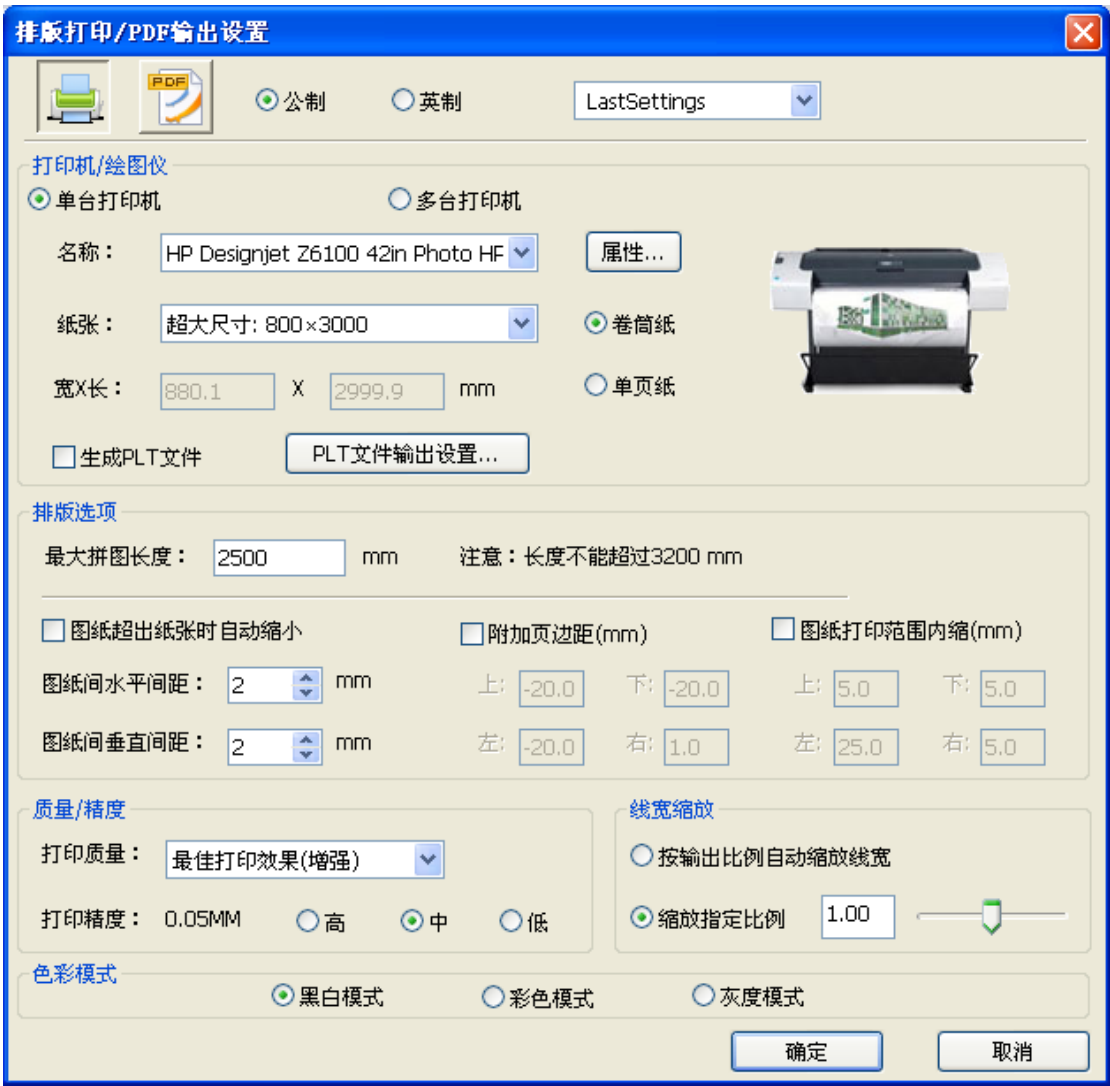 排版打印/PDF输出设置
PDF 公制 英制 LastSettings
打印机/绘图仪
单台打印机 多台打印机
名称： HP Designjet Z6100 42in Photo HF 属性...
纸张： 超大尺寸: 800×3000 卷筒纸
宽X长： 880.1 X 2999.9 mm 单页纸
生成PLT文件 PLT文件输出设置...
排版选项
最大拼图长度： 2500 mm 注意：长度不能超过3200 mm
图纸超出纸张时自动缩小 附加页边距(mm) 图纸打印范围内缩(mm)
图纸间水平间距： 2 mm 上: -20.0 下: -20.0 上: 5.0 下: 5.0
图纸间垂直间距： 2 mm 左: -20.0 右: 1.0 左: 25.0 右: 5.0
质量/精度 线宽缩放
打印质量： 最佳打印效果(增强) 按输出比例自动缩放线宽
打印精度： 0.05MM 高 中 低 缩放指定比例 1.00
色彩模式
黑白模式 彩色模式 灰度模式
确定 取消